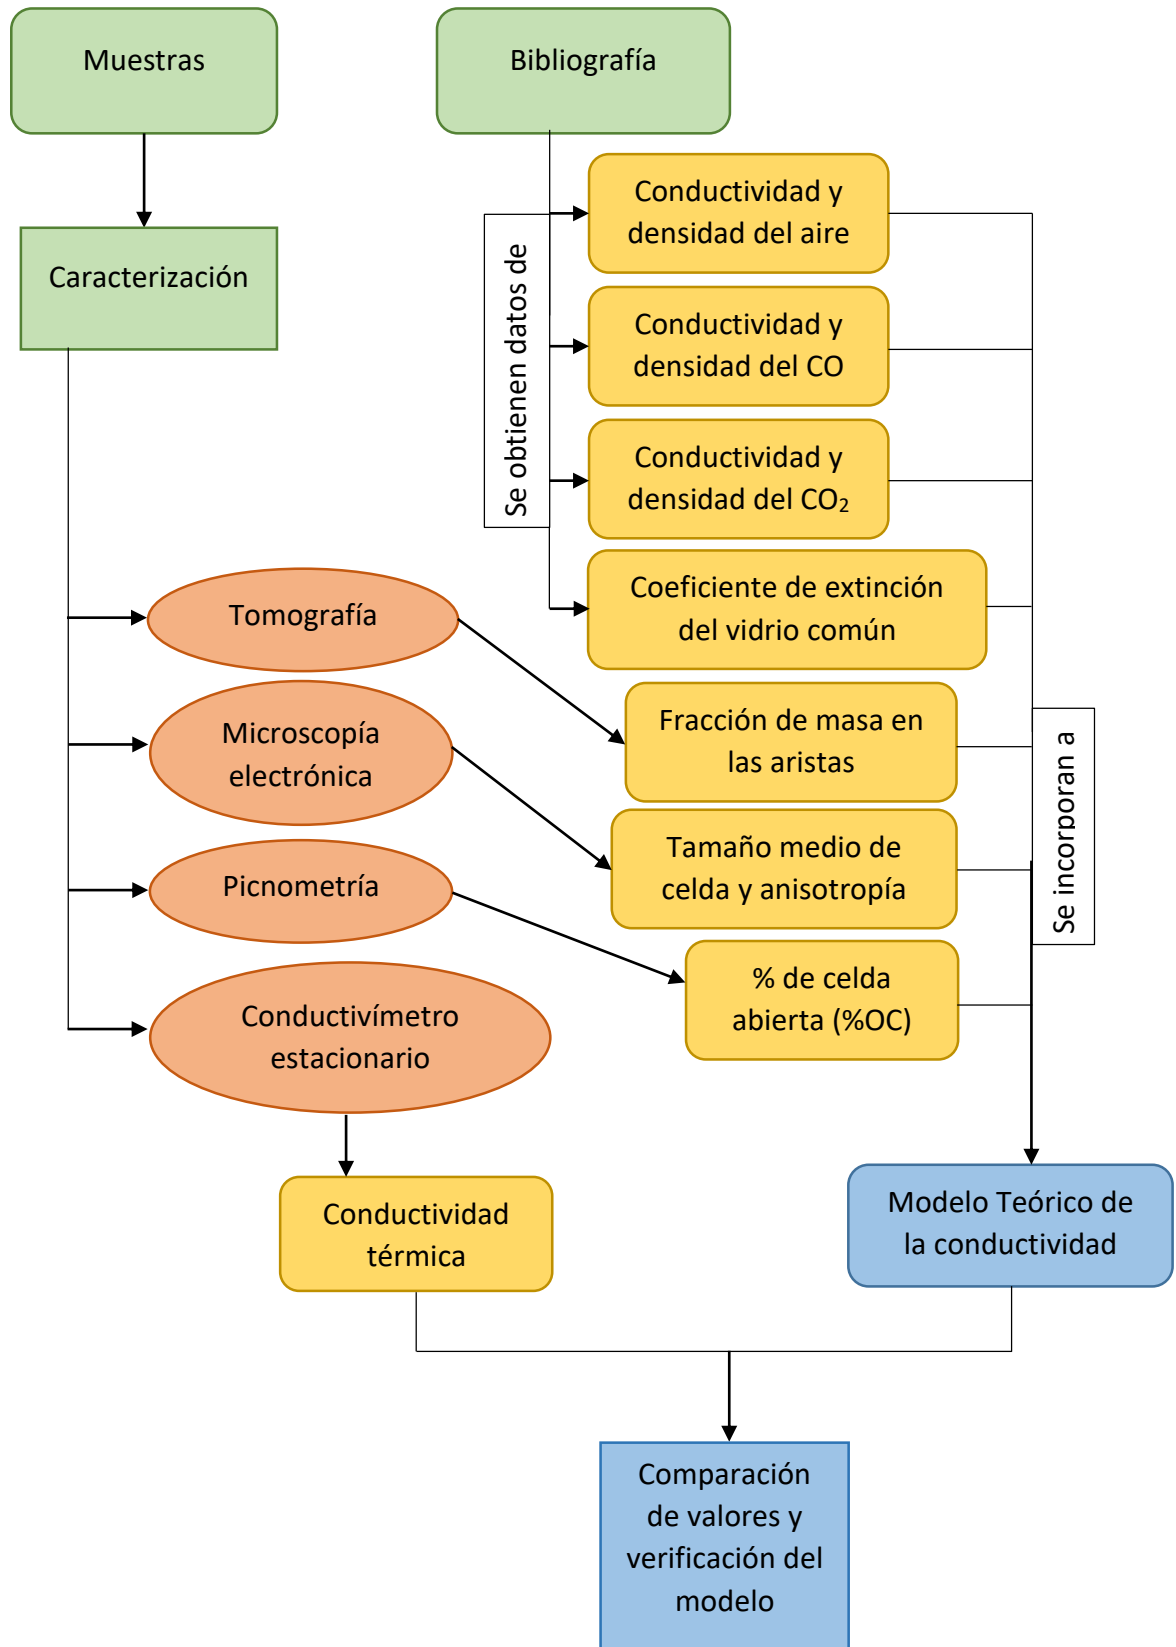 Muestras
Bibliografía
Caracterización
Se obtienen datos de
Conductividad y
densidad del aire
Conductividad y
densidad del CO
Conductividad y
densidad del CO₂
Coeficiente de extinción
del vidrio común
Tomografía
Microscopía
electrónica
Picnometría
Conductivímetro
estacionario
Fracción de masa en
las aristas
Tamaño medio de
celda y anisotropía
% de celda
abierta (%OC)
Se incorporan a
Conductividad
térmica
Modelo Teórico de
la conductividad
Comparación
de valores y
verificación del
modelo